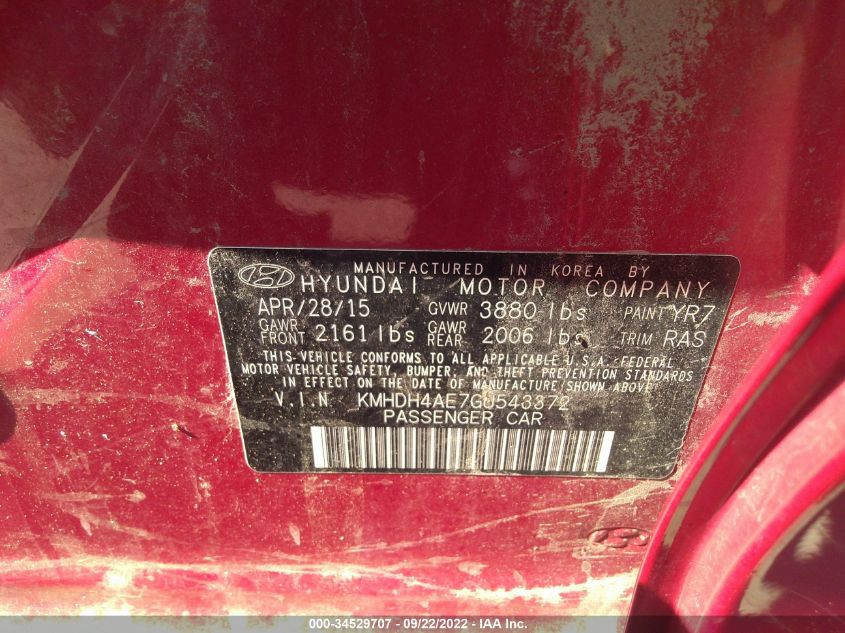 MANUFACTURED IN KOREA BY
HYUNDAI MOTOR COMPANY
APR/28/15 GVWR 3880 lbs PAINT YR7
GAWR FRONT 2161 lbs GAWR REAR 2006 lbs TRIM RAS
THIS VEHICLE CONFORMS TO ALL APPLICABLE U.S.A. FEDERAL
MOTOR VEHICLE SAFETY, BUMPER, AND THEFT PREVENTION STANDARDS
IN EFFECT ON THE DATE OF MANUFACTURE SHOWN ABOVE
V.I.N KMHDH4AE7GU543372
PASSENGER CAR
000-34529707 - 09/22/2022 - IAA Inc.